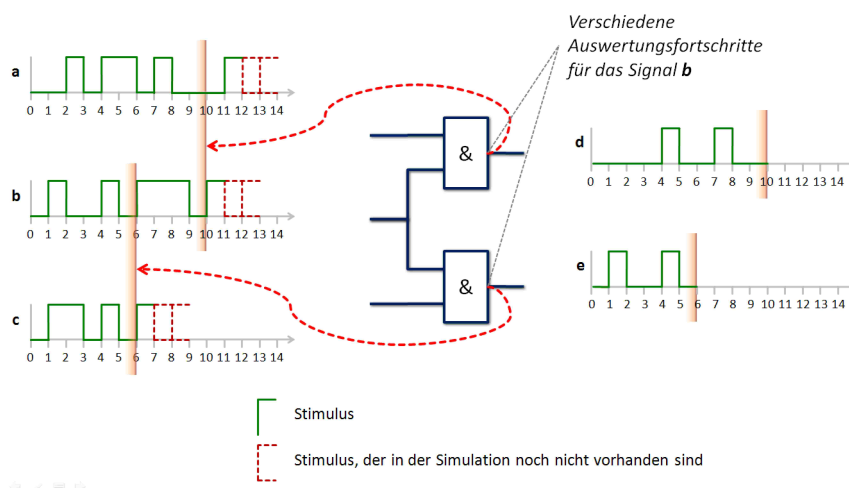 Verschiedene
Auswertungsfortschritte
für das Signal b
a
0 1 2 3 4 5 6 7 8 9 10 11 12 13 14
&
d
0 1 2 3 4 5 6 7 8 9 10 11 12 13 14
b
0 1 2 3 4 5 6 7 8 9 10 11 12 13 14
e
0 1 2 3 4 5 6 7 8 9 10 11 12 13 14
&
c
0 1 2 3 4 5 6 7 8 9 10 11 12 13 14
Stimulus
Stimulus, der in der Simulation noch nicht vorhanden sind